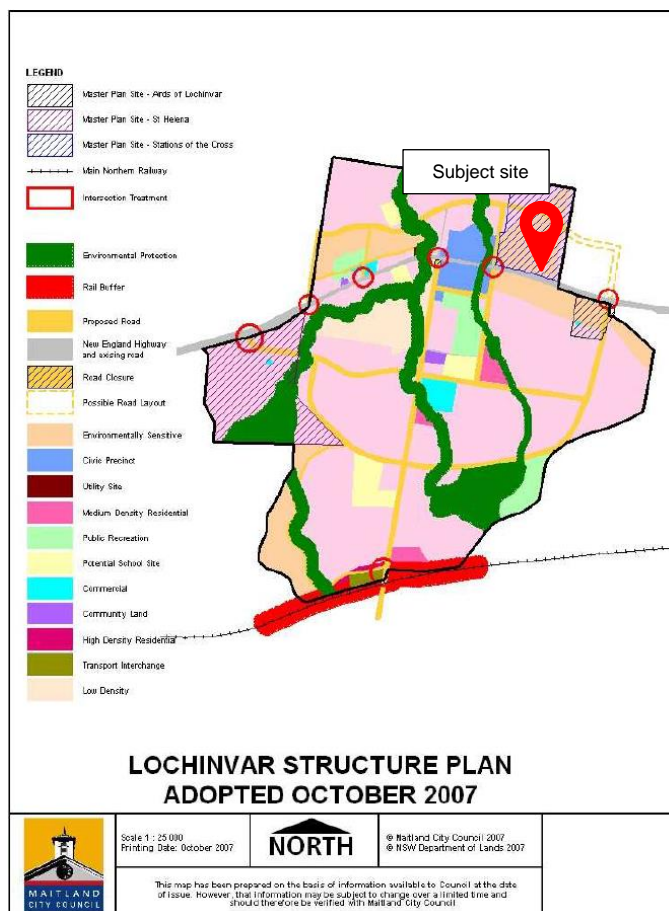 LEGEND
Master Plan Site - Airds of Lochinvar
Master Plan Site - St Helena
Master Plan Site - Stations of the Cross
Main Northern Railway
Intersection Treatment
Environmental Protection
Rail Buffer
Proposed Road
New England Highway
and existing road
Road Closure
Possible Road Layout
Environmentally Sensitive
Civic Precinct
Utility Site
Medium Density Residential
Public Recreation
Potential School Site
Commercial
Community Land
High Density Residential
Transport Interchange
Low Density
Subject site
LOCHINVAR STRUCTURE PLAN
ADOPTED OCTOBER 2007
MAITLAND
CITY COUNCIL
Scale 1 : 25 000
Printing Date: October 2007
NORTH
© Maitland City Council 2007
© NSW Department of Lands 2007
This map has been prepared on the basis of information available to Council at the date
of issue. However, that information may be subject to change over a limited time and
should therefore be verified with Maitland City Council